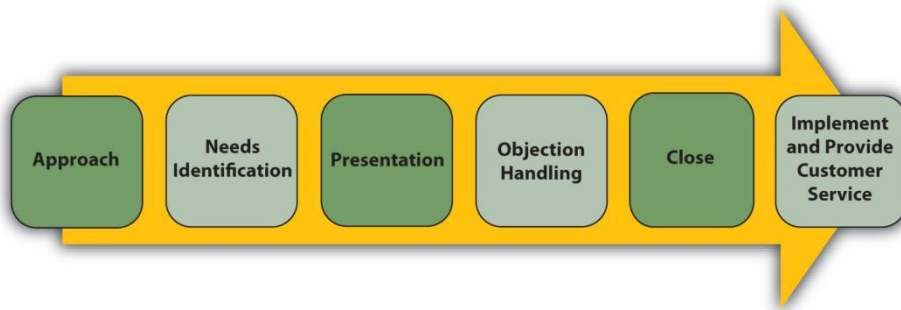 Approach
Needs
Identification
Presentation
Objection
Handling
Close
Implement
and Provide
Customer
Service